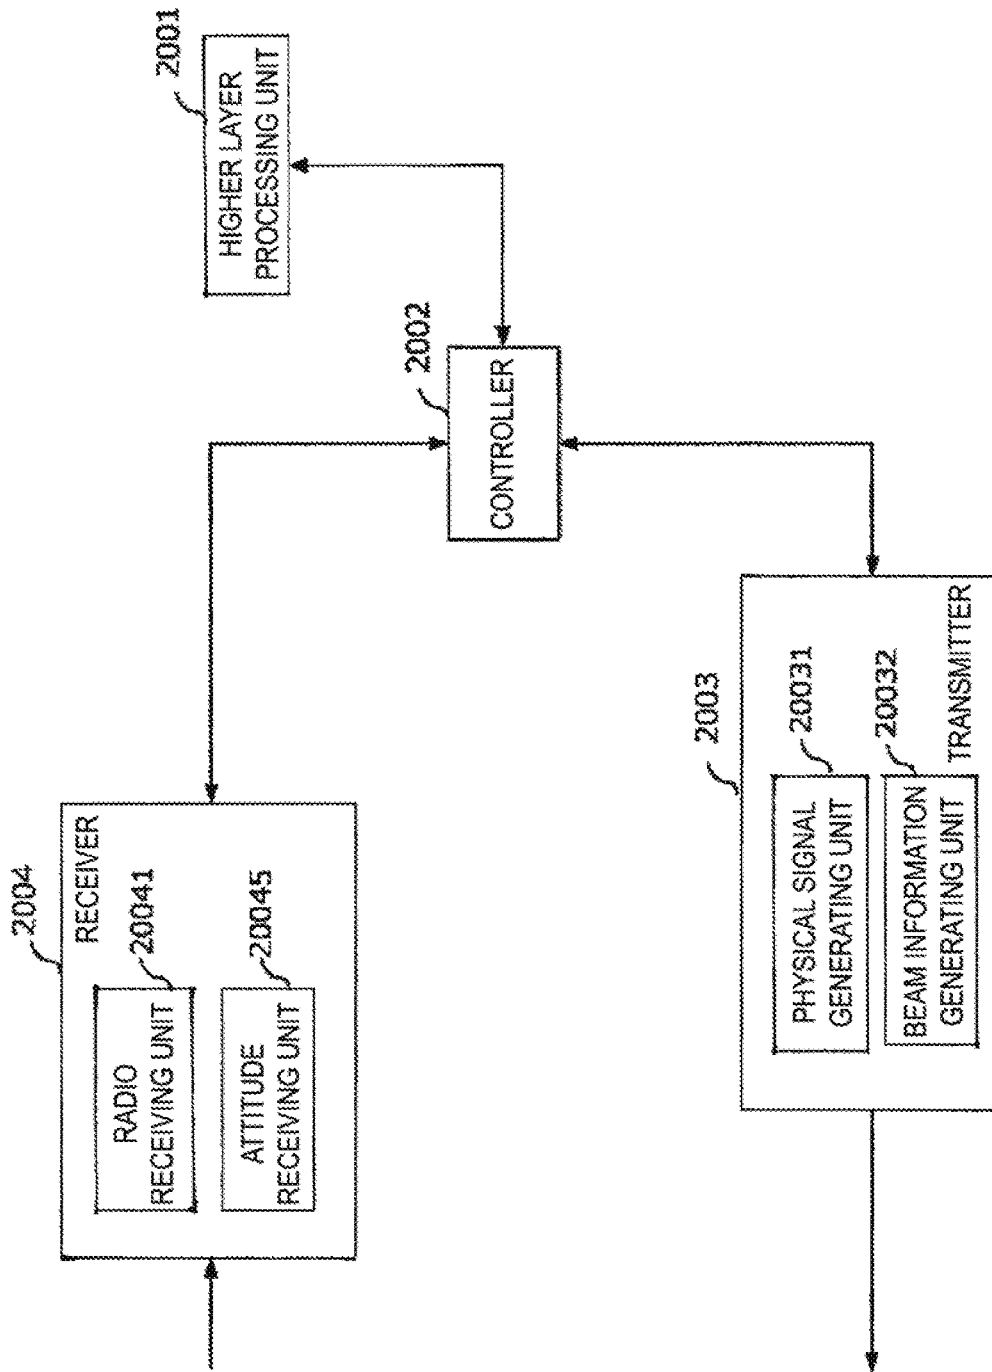 2004
RECEIVER
20041
RADIO
RECEIVING UNIT
20045
ATTITUDE
RECEIVING UNIT
2001
HIGHER LAYER
PROCESSING UNIT
2002
CONTROLLER
2003
20031
PHYSICAL SIGNAL
GENERATING UNIT
20032
BEAM INFORMATION
GENERATING UNIT
TRANSMITTER